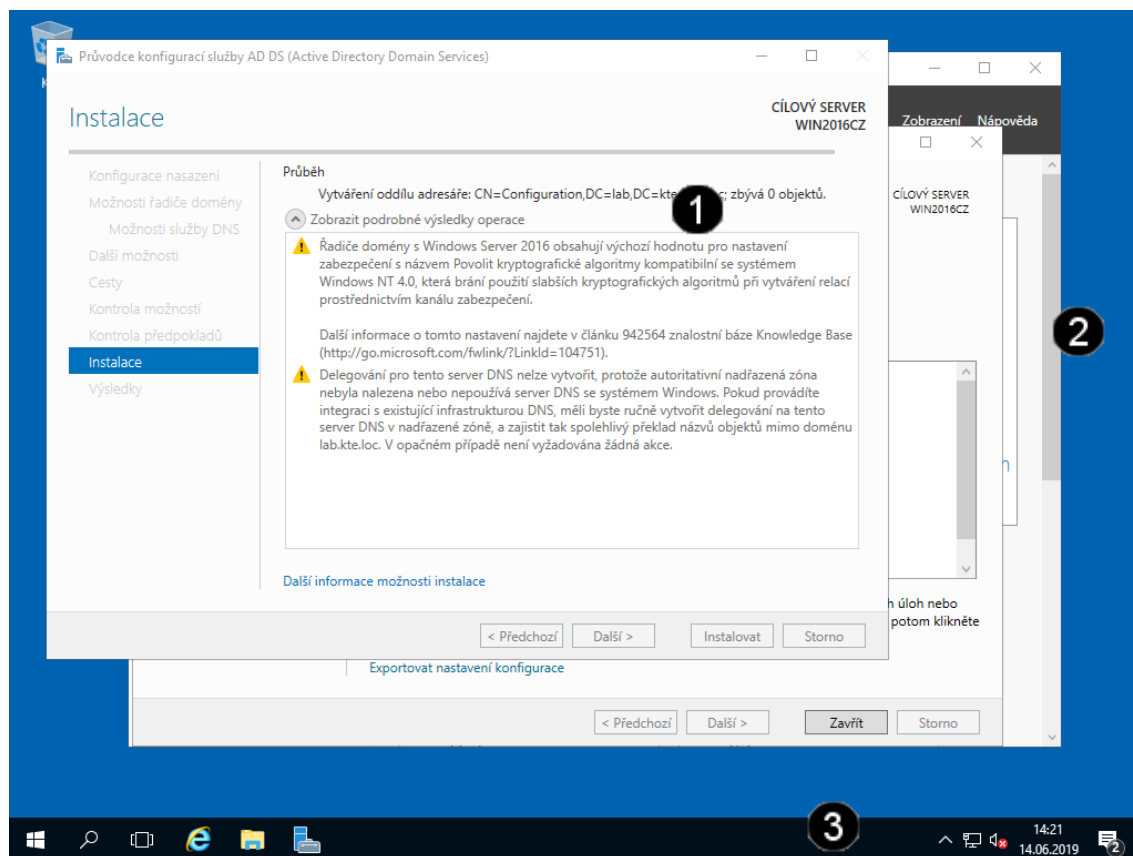 Průvodce konfigurací služby AD DS (Active Directory Domain Services)
Instalace
CÍLOVÝ SERVER
WIN2016CZ
Zobrazení Nápověda
Konfigurace nasazení
Možnosti řadiče domény
Možnosti služby DNS
Další možnosti
Cesty
Kontrola možností
Kontrola předpokladů
Instalace
Výsledky
Průběh
Vytváření oddílu adresáře: CN=Configuration,DC=lab,DC=kte c; zbývá 0 objektů.
1
Zobrazit podrobné výsledky operace
Řadiče domény s Windows Server 2016 obsahují výchozí hodnotu pro nastavení
zabezpečení s názvem Povolit kryptografické algoritmy kompatibilní se systémem
Windows NT 4.0, která brání použití slabších kryptografických algoritmů při vytváření relací
prostřednictvím kanálu zabezpečení.
Další informace o tomto nastavení najdete v článku 942564 znalostní báze Knowledge Base
(http://go.microsoft.com/fwlink/?LinkId=104751).
Delegování pro tento server DNS nelze vytvořit, protože autoritativní nadřazená zóna
nebyla nalezena nebo nepoužívá server DNS se systémem Windows. Pokud provádíte
integraci s existující infrastrukturou DNS, měli byste ručně vytvořit delegování na tento
server DNS v nadřazené zóně, a zajistit tak spolehlivý překlad názvů objektů mimo doménu
lab.kte.loc. V opačném případě není vyžadována žádná akce.
Další informace možnosti instalace
< Předchozí Další > Instalovat Storno
CÍLOVÝ SERVER
WIN2016CZ
2
n
h úloh nebo
potom klikněte
Exportovat nastavení konfigurace
< Předchozí Další > Zavřít Storno
3
14:21
14.06.2019
2